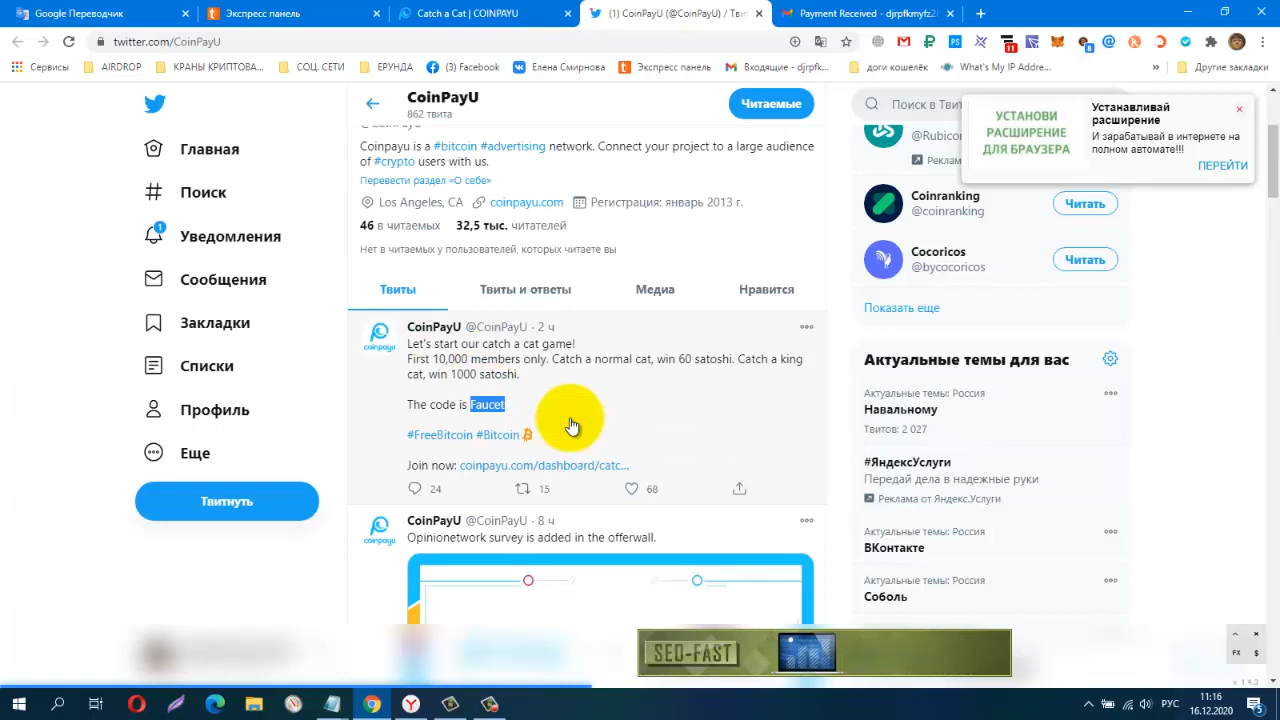 Google Переводчик
Экспресс панель
Catch a Cat | COINPAYU
(1) CoinPayU (@CoinPayU) / Тви
Payment Received - djrpfkmyfz2
twitter.com/CoinPayU
Сервисы
AIRDROP
КРАНЫ КРИПТОВА...
СОЦ. СЕТИ
ЕРУНДА
(3) Facebook
Елена Смирнова
Экспресс панель
Входящие - djrpfk...
доги кошелёк
What's My IP Addre...
»
Другие закладки
Главная
Поиск
1
Уведомления
Сообщения
Закладки
Списки
Профиль
Еще
Твитнуть
CoinPayU
862 твита
Читаемые
Coinpayu is a #bitcoin #advertising network. Connect your project to a large audience
of #crypto users with us.
Перевести раздел «О себе»
Los Angeles, CA coinpayu.com Регистрация: январь 2013 г.
46 в читаемых 32,5 тыс. читателей
Нет в читаемых у пользователей, которых читаете вы
Твиты
Твиты и ответы
Медиа
Нравится
CoinPayU @CoinPayU · 2 ч
Let's start our catch a cat game!
First 10,000 members only. Catch a normal cat, win 60 satoshi. Catch a king
cat, win 1000 satoshi.
The code is Faucet
#FreeBitcoin #Bitcoin
Join now: coinpayu.com/dashboard/catc...
24
15
68
CoinPayU @CoinPayU · 8 ч
Opinionetwork survey is added in the offerwall.
Поиск в Тви
@Rubicor
Реклам
УСТАНОВИ
РАСШИРЕНИЕ
ДЛЯ БРАУЗЕРА
Устанавливай
расширение
И зарабатывай в интернете на
полном автомате!!!
ПЕРЕЙТИ
Coinranking
@coinranking
Читать
Cocoricos
@bycocoricos
Читать
Показать еще
Актуальные темы для вас
Актуальные темы: Россия
Навальному
Твитов: 2 027
#ЯндексУслуги
Передай дела в надежные руки
Реклама от Яндекс.Услуги
Актуальные темы: Россия
ВКонтакте
Актуальные темы: Россия
Соболь
SEO-FAST
FX
$
v. 1.4.3
РУС
11:16
16.12.2020